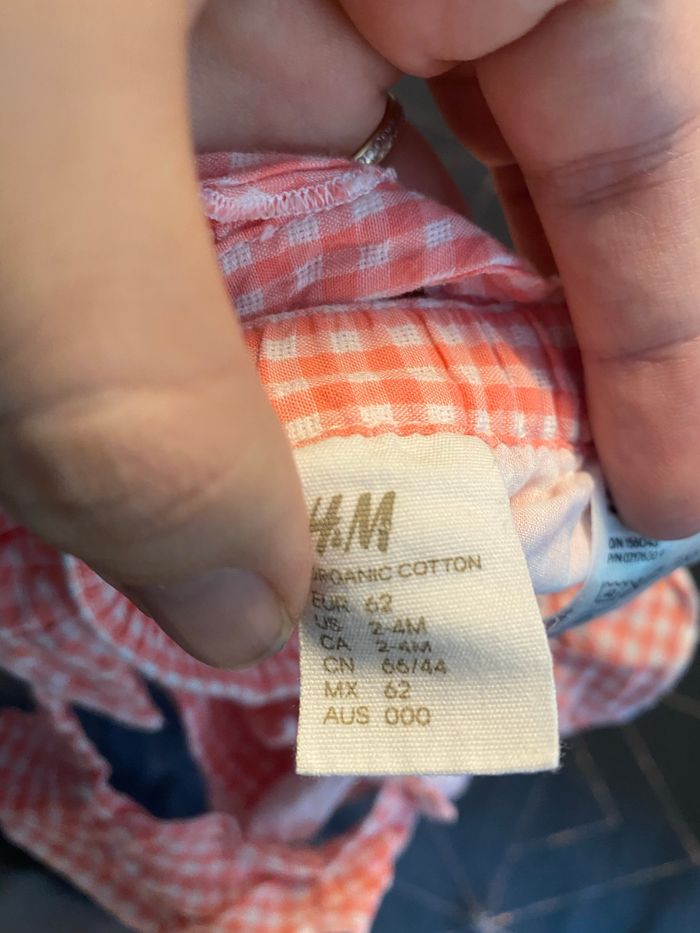 H&M
ORGANIC COTTON
EUR 62
US 2-4M
CA 2-4M
CN 66/44
MX 62
AUS 000